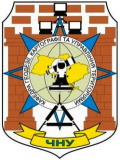 КАФЕДРА ГЕОДЕЗІЇ, КАРТОГРАФІЇ ТА УПРАВЛІННЯ ТЕРИТОРІЯМИ
ЧНУ